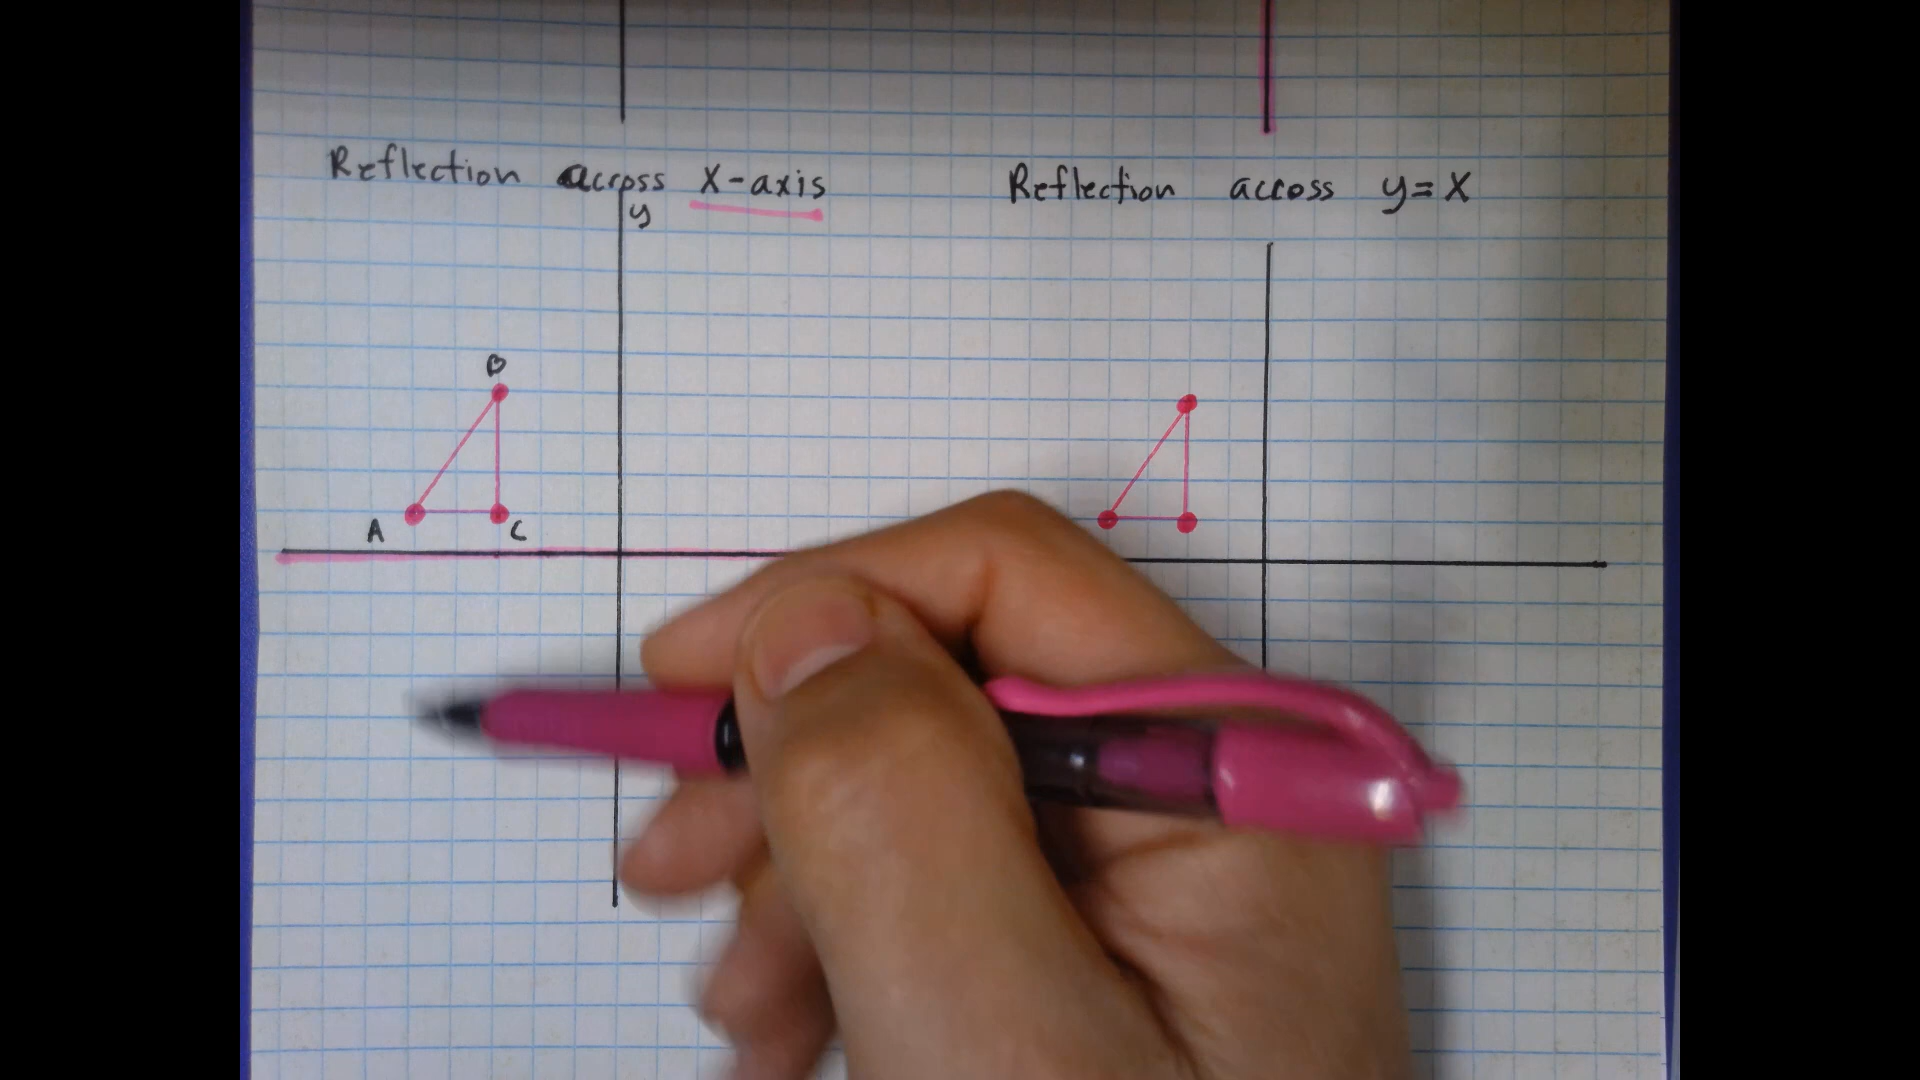 Reflection across x-axis
y
B
A
C
Reflection across y=x